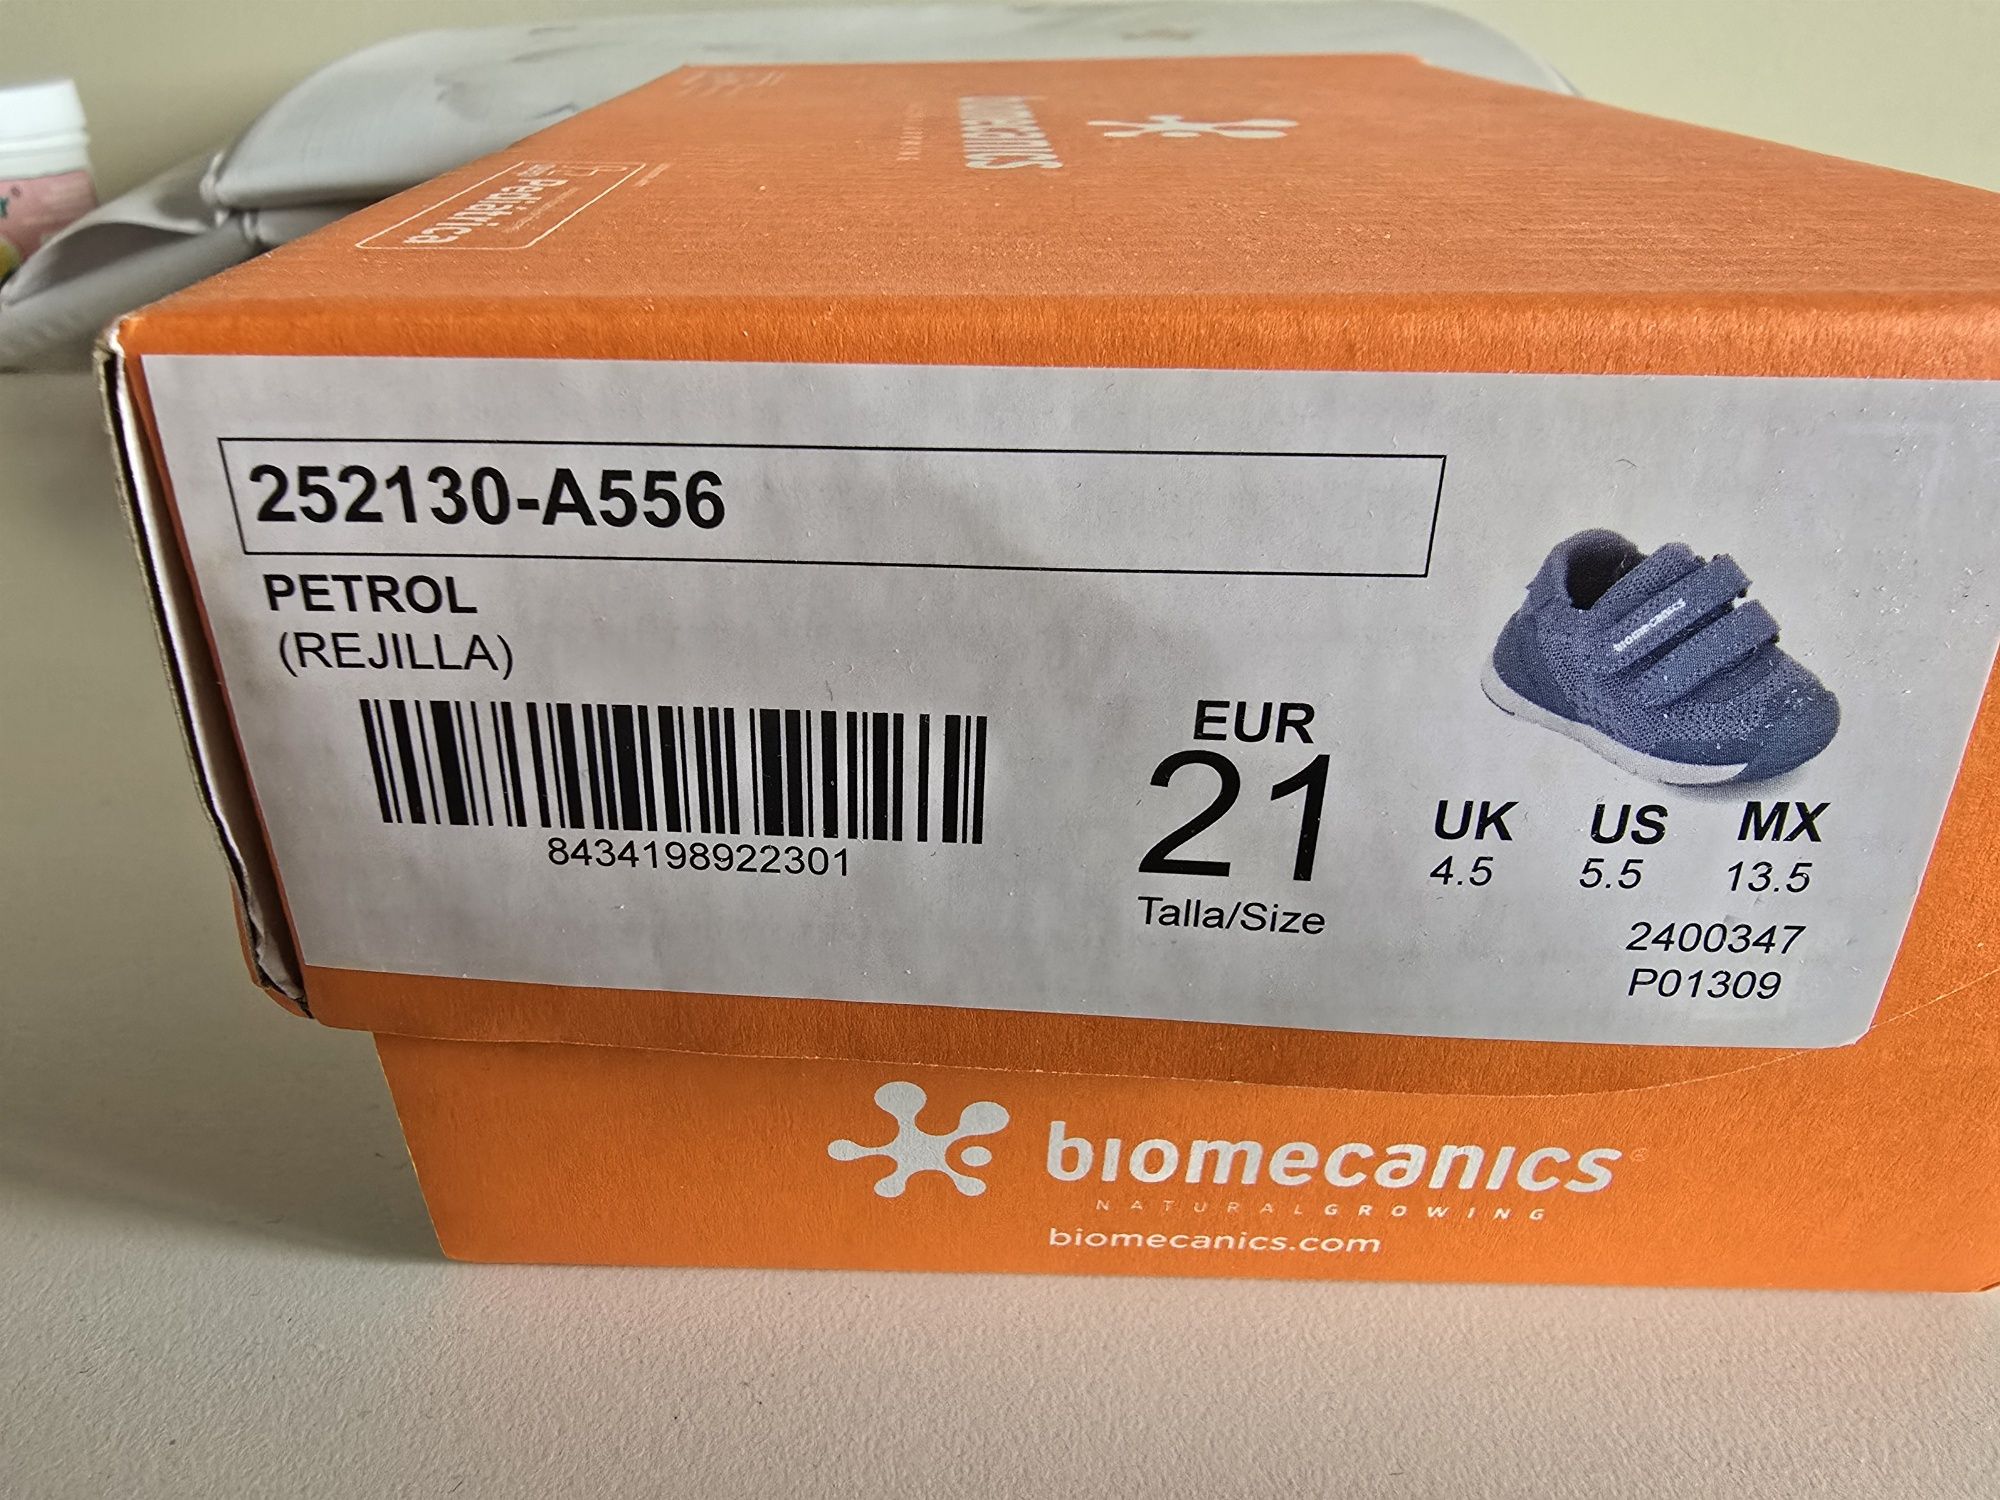 biomecanics
Pediátrica
252130-A556
PETROL
(REJILLA)
8434198922301
EUR
21
Talla/Size
biomecanics
UK US MX
4.5 5.5 13.5
2400347
P01309
biomecanics
NATURALGROWING
biomecanics.com